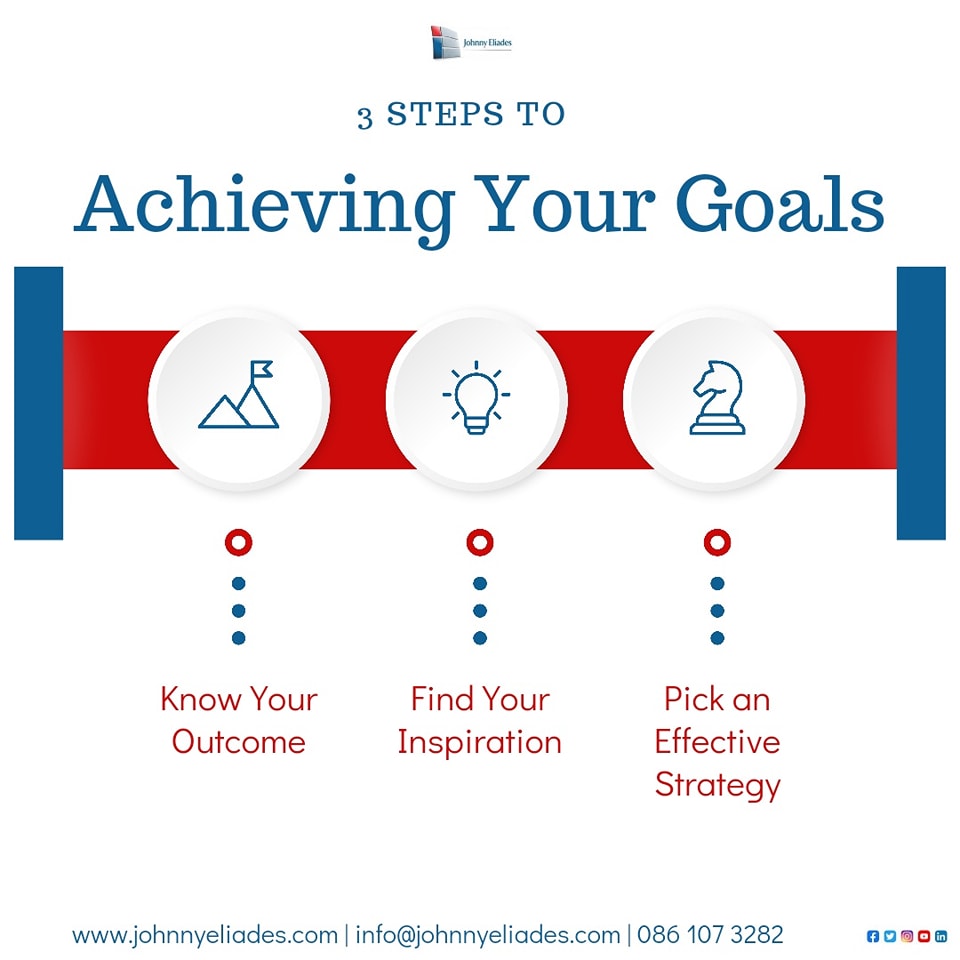 Johnny Eliades
3 STEPS TO
Achieving Your Goals
Know Your
Outcome
Find Your
Inspiration
Pick an
Effective
Strategy
www.johnnyeliades.com | info@johnnyeliades.com | 086 107 3282